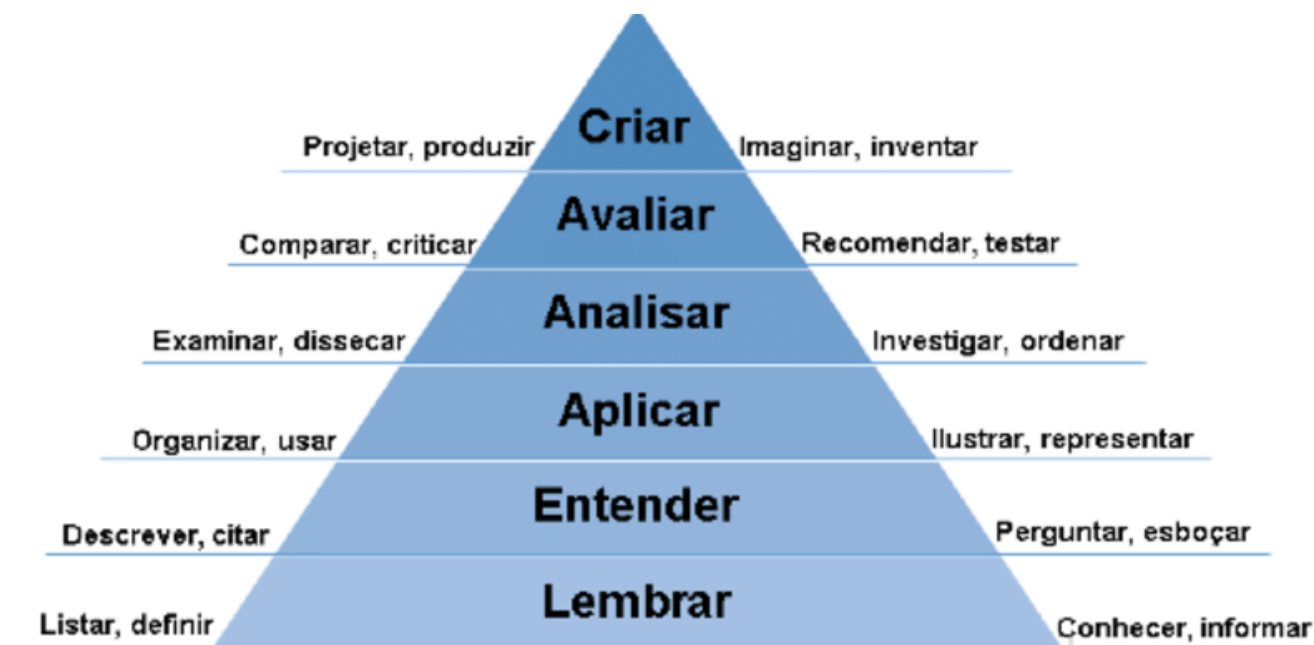 Criar
Projetar, produzir
Imaginar, inventar
Avaliar
Comparar, criticar
Recomendar, testar
Analisar
Examinar, dissecar
Investigar, ordenar
Aplicar
Organizar, usar
Ilustrar, representar
Entender
Descrever, citar
Perguntar, esboçar
Lembrar
Listar, definir
Conhecer, informar